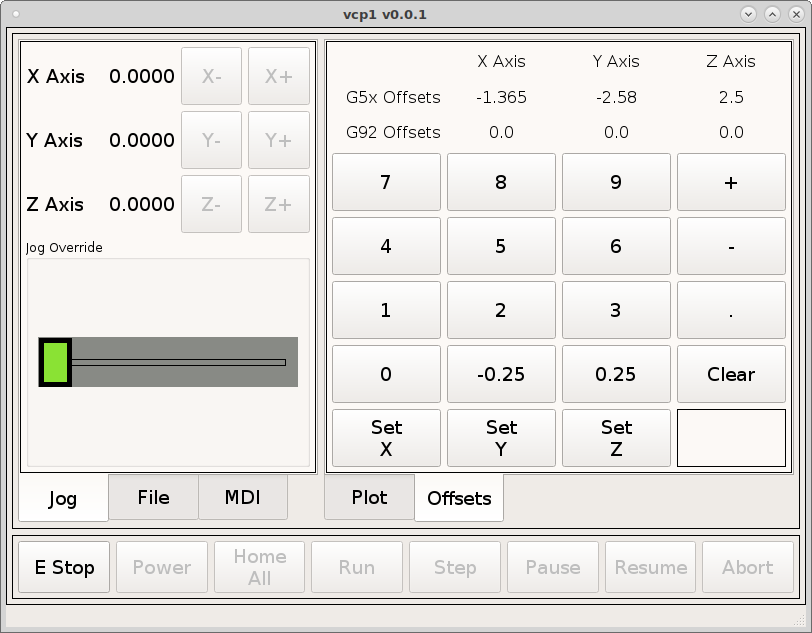 vcp1 v0.0.1
X Axis 0.0000 X- X+
Y Axis 0.0000 Y- Y+
Z Axis 0.0000 Z- Z+
Jog Override
Jog File MDI
X Axis Y Axis Z Axis
G5x Offsets -1.365 -2.58 2.5
G92 Offsets 0.0 0.0 0.0
7 8 9 +
4 5 6 -
1 2 3 .
0 -0.25 0.25 Clear
Set Set Set
X Y Z
Plot Offsets
E Stop Power Home Run Step Pause Resume Abort
All